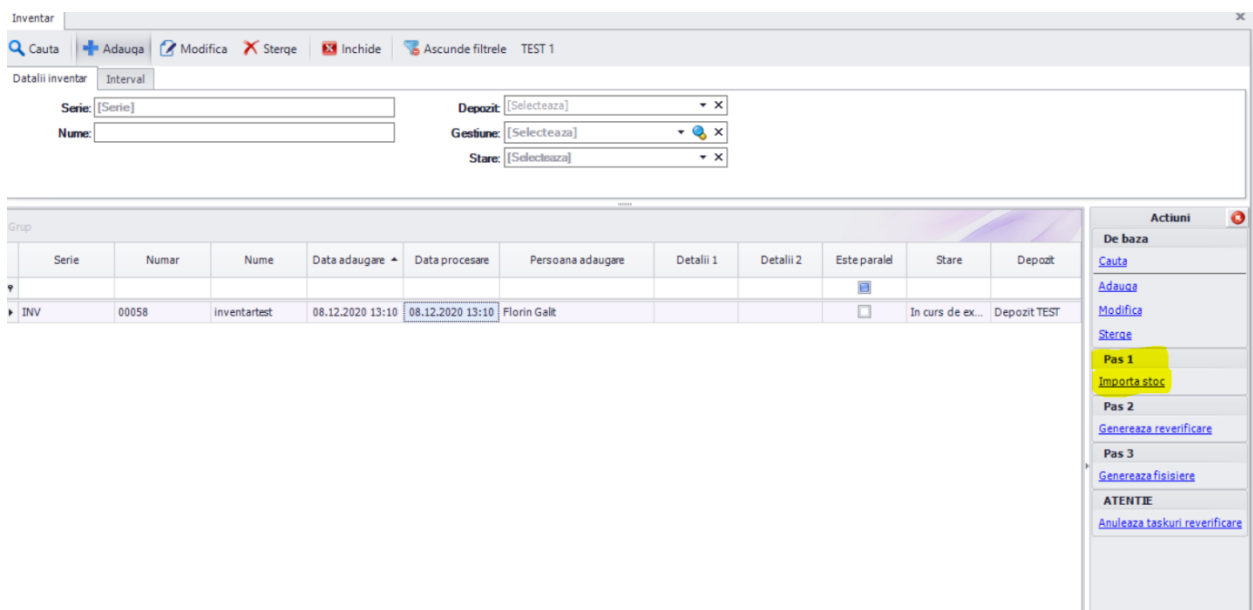 Inventar
Cauta Adauga Modifica Sterge Inchide Ascunde filtrele TEST 1
Datalii inventar Interval
Serie: [Serie] Depozit: [Selecteaza]
Nume: Gestiune: [Selecteaza]
Stare: [Selecteaza]
Grup
Serie Numar Nume Data adaugare Data procesare Persoana adaugare Detalii 1 Detalii 2 Este paralel Stare Depozit
INV 00058 inventartest 08.12.2020 13:10 08.12.2020 13:10 Florin Galit In curs de ex... Depozit TEST
Actiuni
De baza
Cauta
Adauga
Modifica
Sterge
Pas 1
Importa stoc
Pas 2
Genereaza reverificare
Pas 3
Genereaza fisisiere
ATENTIE
Anuleaza taskuri reverificare